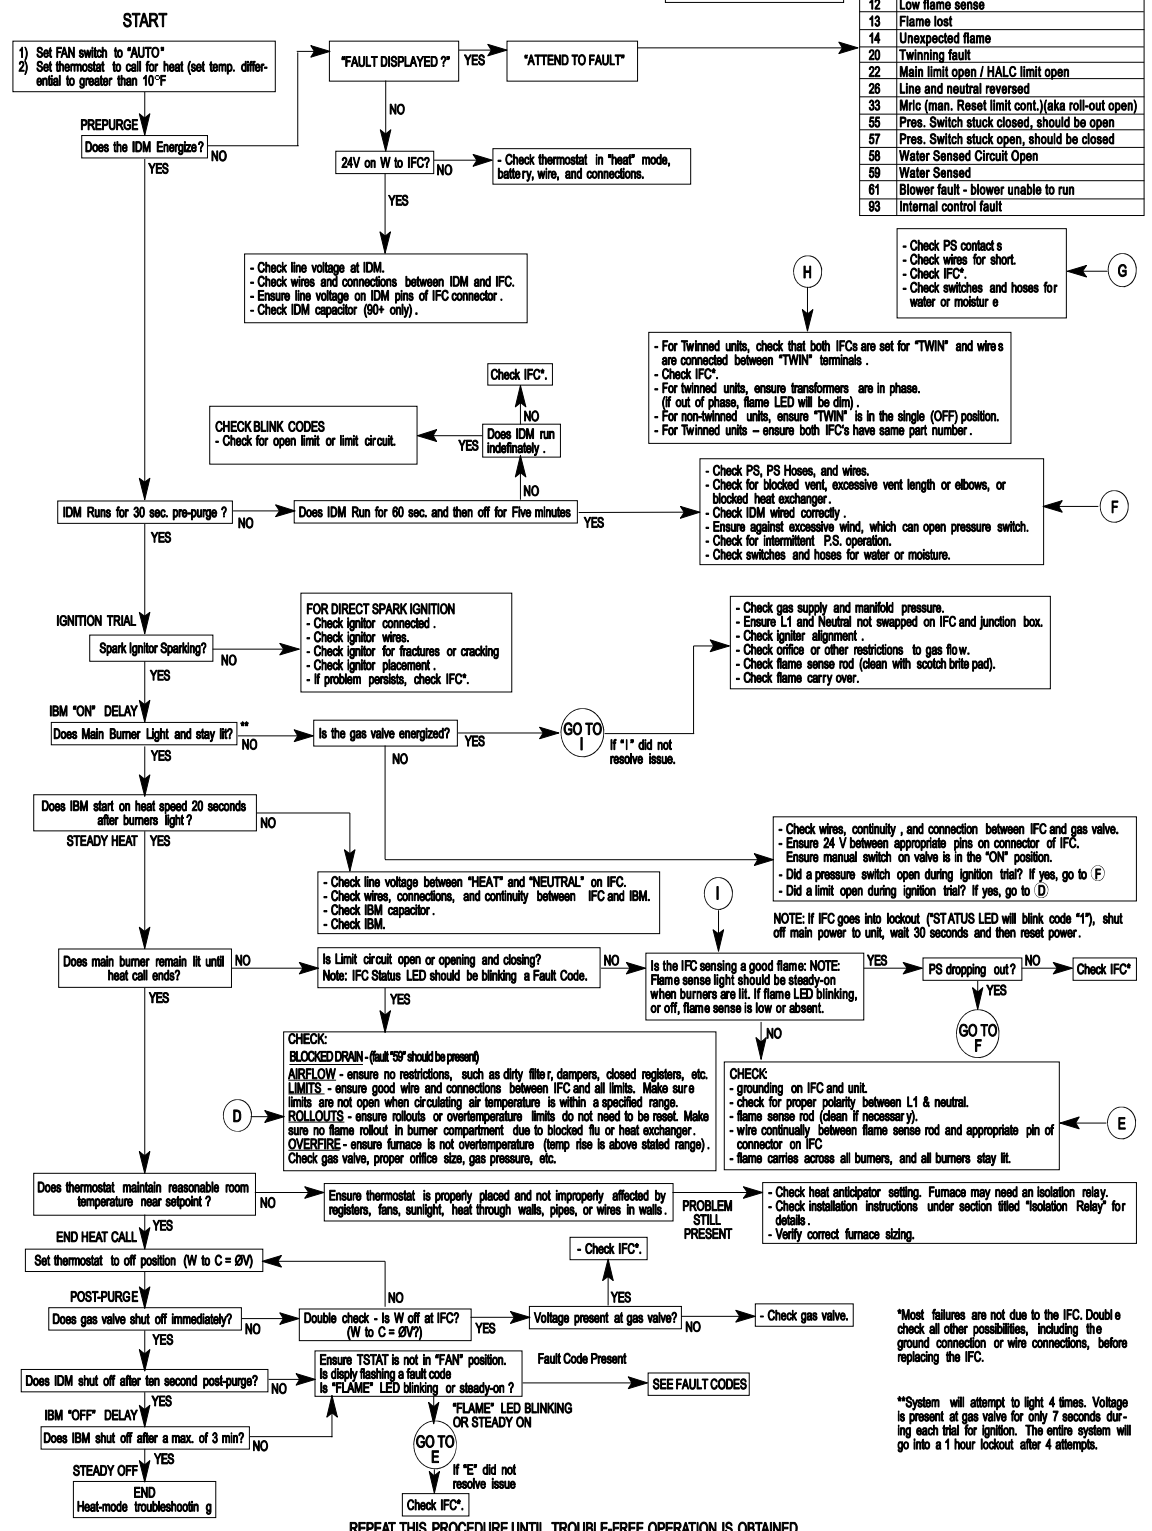 START
1) Set FAN switch to "AUTO"
2) Set thermostat to call for heat (set temp. differ-
ential to greater than 10°F
"FAULT DISPLAYED ?"
YES
"ATTEND TO FAULT"
12 Low flame sense
13 Flame lost
14 Unexpected flame
20 Twinning fault
22 Main limit open / HALC limit open
26 Line and neutral reversed
33 Mrlc (man. Reset limit cont.)(aka roll-out open)
55 Pres. Switch stuck closed, should be open
57 Pres. Switch stuck open, should be closed
58 Water Sensed Circuit Open
59 Water Sensed
61 Blower fault - blower unable to run
93 Internal control fault
PREPURGE
Does the IDM Energize?
NO
YES
NO
24V on W to IFC?
NO
- Check thermostat in "heat" mode,
battery, wire, and connections.
YES
- Check line voltage at IDM.
- Check wires and connections between IDM and IFC.
- Ensure line voltage on IDM pins of IFC connector.
- Check IDM capacitor (90+ only) .
- Check PS contact s
- Check wires for short.
- Check IFC*.
- Check switches and hoses for
water or moistur e
G
H
- For Twinned units, check that both IFCs are set for "TWIN" and wire s
are connected between "TWIN" terminals .
- Check IFC*.
- For twinned units, ensure transformers are in phase.
(if out of phase, flame LED will be dim) .
- For non-twinned units, ensure "TWIN" is in the single (OFF) position.
- For Twinned units – ensure both IFC's have same part number .
Check IFC*.
NO
CHECK BLINK CODES
- Check for open limit or limit circuit.
YES
Does IDM run
indefinately .
NO
IDM Runs for 30 sec. pre-purge ?
NO
Does IDM Run for 60 sec. and then off for Five minutes
YES
YES
- Check PS, PS Hoses, and wires.
- Check for blocked vent, excessive vent length or elbows, or
blocked heat exchanger .
- Check IDM wired correctly .
- Ensure against excessive wind, which can open pressure switch.
- Check for intermittent P.S. operation.
- Check switches and hoses for water or moisture.
F
IGNITION TRIAL
Spark Ignitor Sparking?
NO
YES
FOR DIRECT SPARK IGNITION
- Check ignitor connected .
- Check ignitor wires.
- Check ignitor for fractures or cracking
- Check ignitor placement .
- If problem persists, check IFC*.
- Check gas supply and manifold pressure.
- Ensure L1 and Neutral not swapped on IFC and junction box.
- Check igniter alignment .
- Check orifice or other restrictions to gas flow.
- Check flame sense rod (clean with scotch brite pad).
- Check flame carry over.
IBM "ON" DELAY
Does Main Burner Light and stay lit?
**
NO
YES
Is the gas valve energized?
YES
NO
GO TO
I
If "I" did not
resolve issue.
Does IBM start on heat speed 20 seconds
after burners light ?
NO
STEADY HEAT
YES
- Check line voltage between "HEAT" and "NEUTRAL" on IFC.
- Check wires, connections, and continuity between IFC and IBM.
- Check IBM capacitor .
- Check IBM.
- Check wires, continuity , and connection between IFC and gas valve.
- Ensure 24 V between appropriate pins on connector of IFC.
Ensure manual switch on valve is in the "ON" position.
- Did a pressure switch open during ignition trial? If yes, go to F
- Did a limit open during ignition trial? If yes, go to D
NOTE: If IFC goes into lockout ("STATUS LED will blink code "1"), shut
off main power to unit, wait 30 seconds and then reset power.
I
Does main burner remain lit until
heat call ends?
NO
YES
Is Limit circuit open or opening and closing?
Note: IFC Status LED should be blinking a Fault Code.
NO
YES
Is the IFC sensing a good flame: NOTE:
Flame sense light should be steady-on
when burners are lit. If flame LED blinking,
or off, flame sense is low or absent.
YES
NO
PS dropping out?
NO
Check IFC*
YES
GO TO
F
D
CHECK:
BLOCKED DRAIN - (fault "59" should be present)
AIRFLOW - ensure no restrictions, such as dirty filte r, dampers, closed registers, etc.
LIMITS - ensure good wire and connections between IFC and all limits. Make sure
limits are not open when circulating air temperature is within a specified range.
ROLLOUTS - ensure rollouts or overtemperature limits do not need to be reset. Make
sure no flame rollout in burner compartment due to blocked flu or heat exchanger.
OVERFIRE - ensure furnace is not overtemperature (temp rise is above stated range) .
Check gas valve, proper orifice size, gas pressure, etc.
CHECK:
- grounding on IFC and unit.
- check for proper polarity between L1 & neutral.
- flame sense rod (clean if necessary).
- wire continually between flame sense rod and appropriate pin of
connector on IFC
- flame carries across all burners, and all burners stay lit.
E
Does thermostat maintain reasonable room
temperature near setpoint ?
NO
YES
Ensure thermostat is properly placed and not improperly affected by
registers, fans, sunlight, heat through walls, pipes, or wires in walls .
PROBLEM
STILL
PRESENT
- Check heat anticipator setting. Furnace may need an isolation relay.
- Check installation instructions under section titled "Isolation Relay" for
details.
- Verify correct furnace sizing.
END HEAT CALL
Set thermostat to off position (W to C = ØV)
NO
- Check IFC*.
YES
POST-PURGE
Does gas valve shut off immediately?
NO
YES
Double check - Is W off at IFC?
(W to C = ØV?)
YES
Voltage present at gas valve?
NO
- Check gas valve.
Does IDM shut off after ten second post-purge?
NO
YES
Ensure TSTAT is not in "FAN" position.
Is disply flashing a fault code
Is "FLAME" LED blinking or steady-on ?
Fault Code Present
SEE FAULT CODES
"FLAME" LED BLINKING
OR STEADY ON
IBM "OFF" DELAY
Does IBM shut off after a max. of 3 min?
NO
YES
GO TO
E
If "E" did not
resolve issue
Check IFC*.
STEADY OFF
END
Heat-mode troubleshootin g
*Most failures are not due to the IFC. Double
check all other possibilities, including the
ground connection or wire connections, before
replacing the IFC.
**System will attempt to light 4 times. Voltage
is present at gas valve for only 7 seconds dur-
ing each trial for ignition. The entire system will
go into a 1 hour lockout after 4 attempts.
REPEAT THIS PROCEDURE UNTIL TROUBLE-FREE OPERATION IS OBTAINED